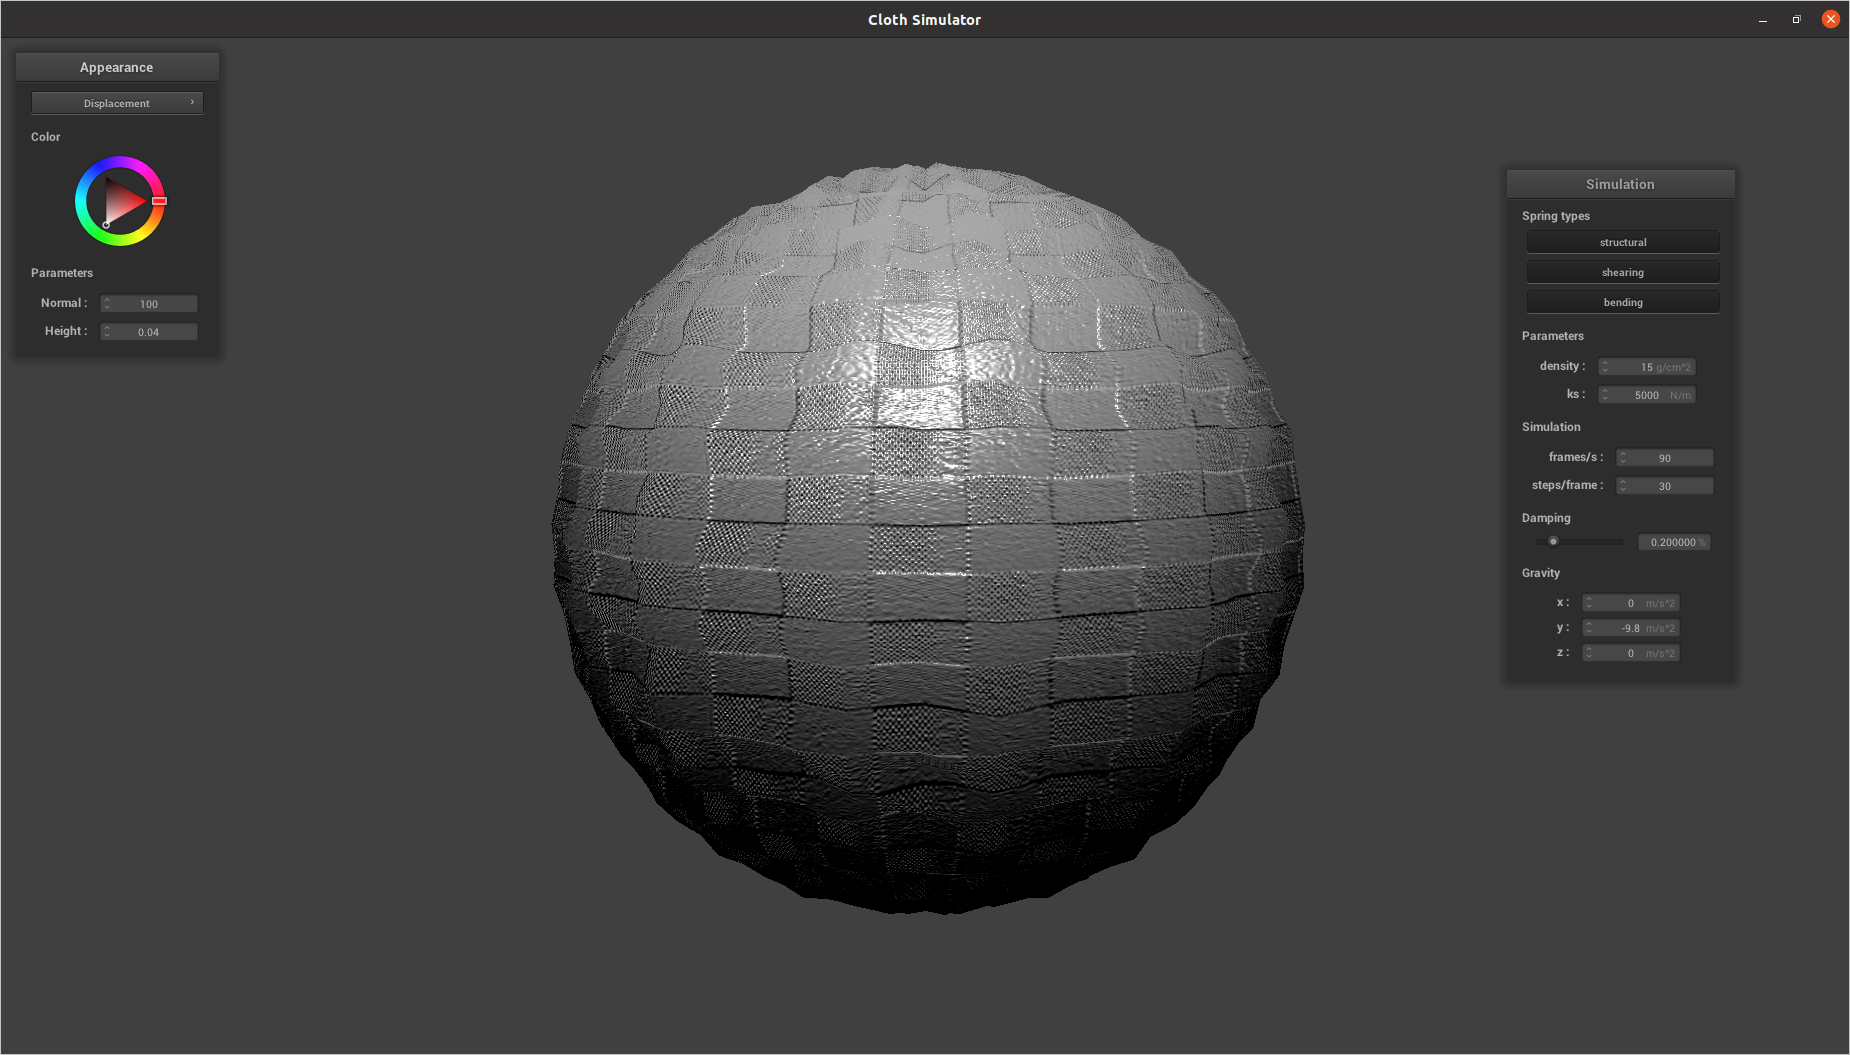 Cloth Simulator
Appearance
Displacement
Color
Parameters
Normal : 100
Height : 0.04
Simulation
Spring types
structural
shearing
bending
Parameters
density : 15 g/cm^2
ks : 5000 N/m
Simulation
frames/s : 90
steps/frame : 30
Damping
0.200000 %
Gravity
x : 0 m/s^2
y : -9.8 m/s^2
z : 0 m/s^2